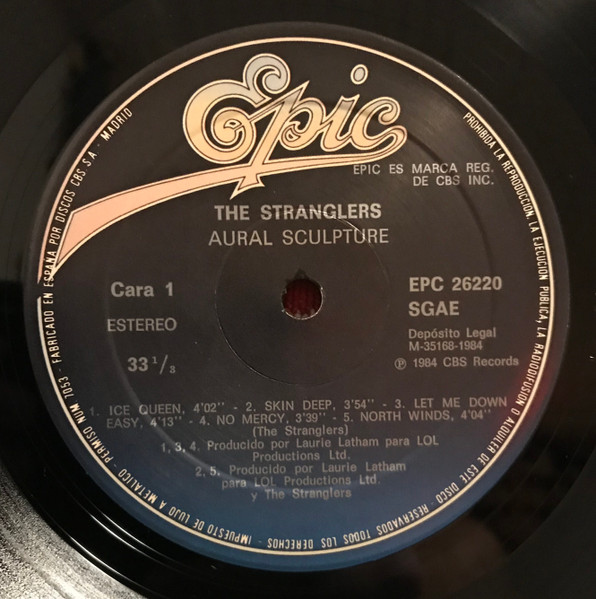 Epic
EPIC ES MARCA REG.
DE CBS INC.
THE STRANGLERS
AURAL SCULPTURE
Cara 1
ESTEREO
33 1/3
EPC 26220
SGAE
Depósito Legal
M-35168-1984
℗ 1984 CBS Records
1. ICE QUEEN, 4'02'' - 2. SKIN DEEP, 3'54'' - 3. LET ME DOWN
EASY, 4'13'' - 4. NO MERCY, 3'39'' - 5. NORTH WINDS, 4'04''
(The Stranglers)
1, 3, 4. Producido por Laurie Latham para LOL
Productions Ltd.
2, 5. Producido por Laurie Latham
para LOL Productions Ltd.
y The Stranglers
PROHIBIDA LA REPRODUCCION, LA EJECUCION PUBLICA, LA RADIODIFUSION O ALQUILER DE ESTE DISCO - RESERVADOS TODOS LOS DERECHOS - IMPUESTO DE LUJO A METALICO - PERMISO NUM 7053 - FABRICADO EN ESPAÑA POR DISCOS CBS. S.A. - MADRID